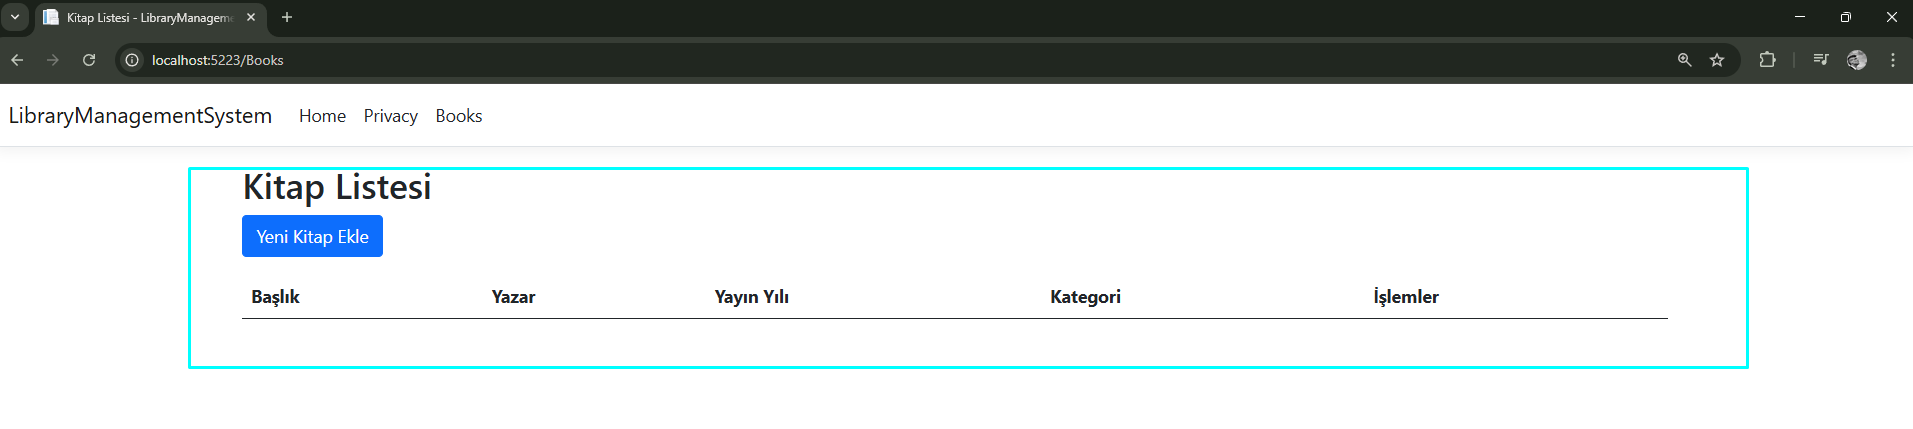 Kitap Listesi - LibraryManagem
localhost:5223/Books
LibraryManagementSystem Home Privacy Books
Kitap Listesi
Yeni Kitap Ekle
Başlık Yazar Yayın Yılı Kategori İşlemler